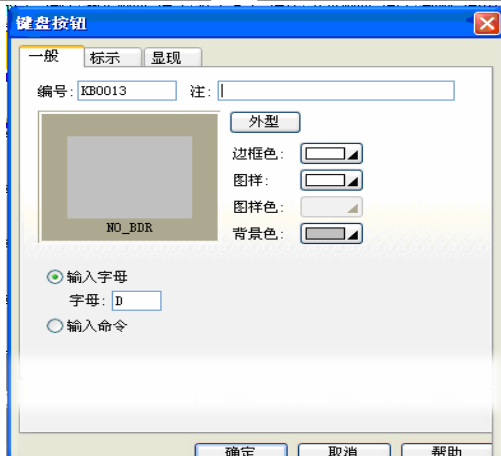 键盘按钮
一般 标示 显现
编号: KB0013 注:
外型
边框色:
图样:
图样色:
背景色:
NO_BDR
输入字母
字母: D
输入命令
确定 取消 帮助